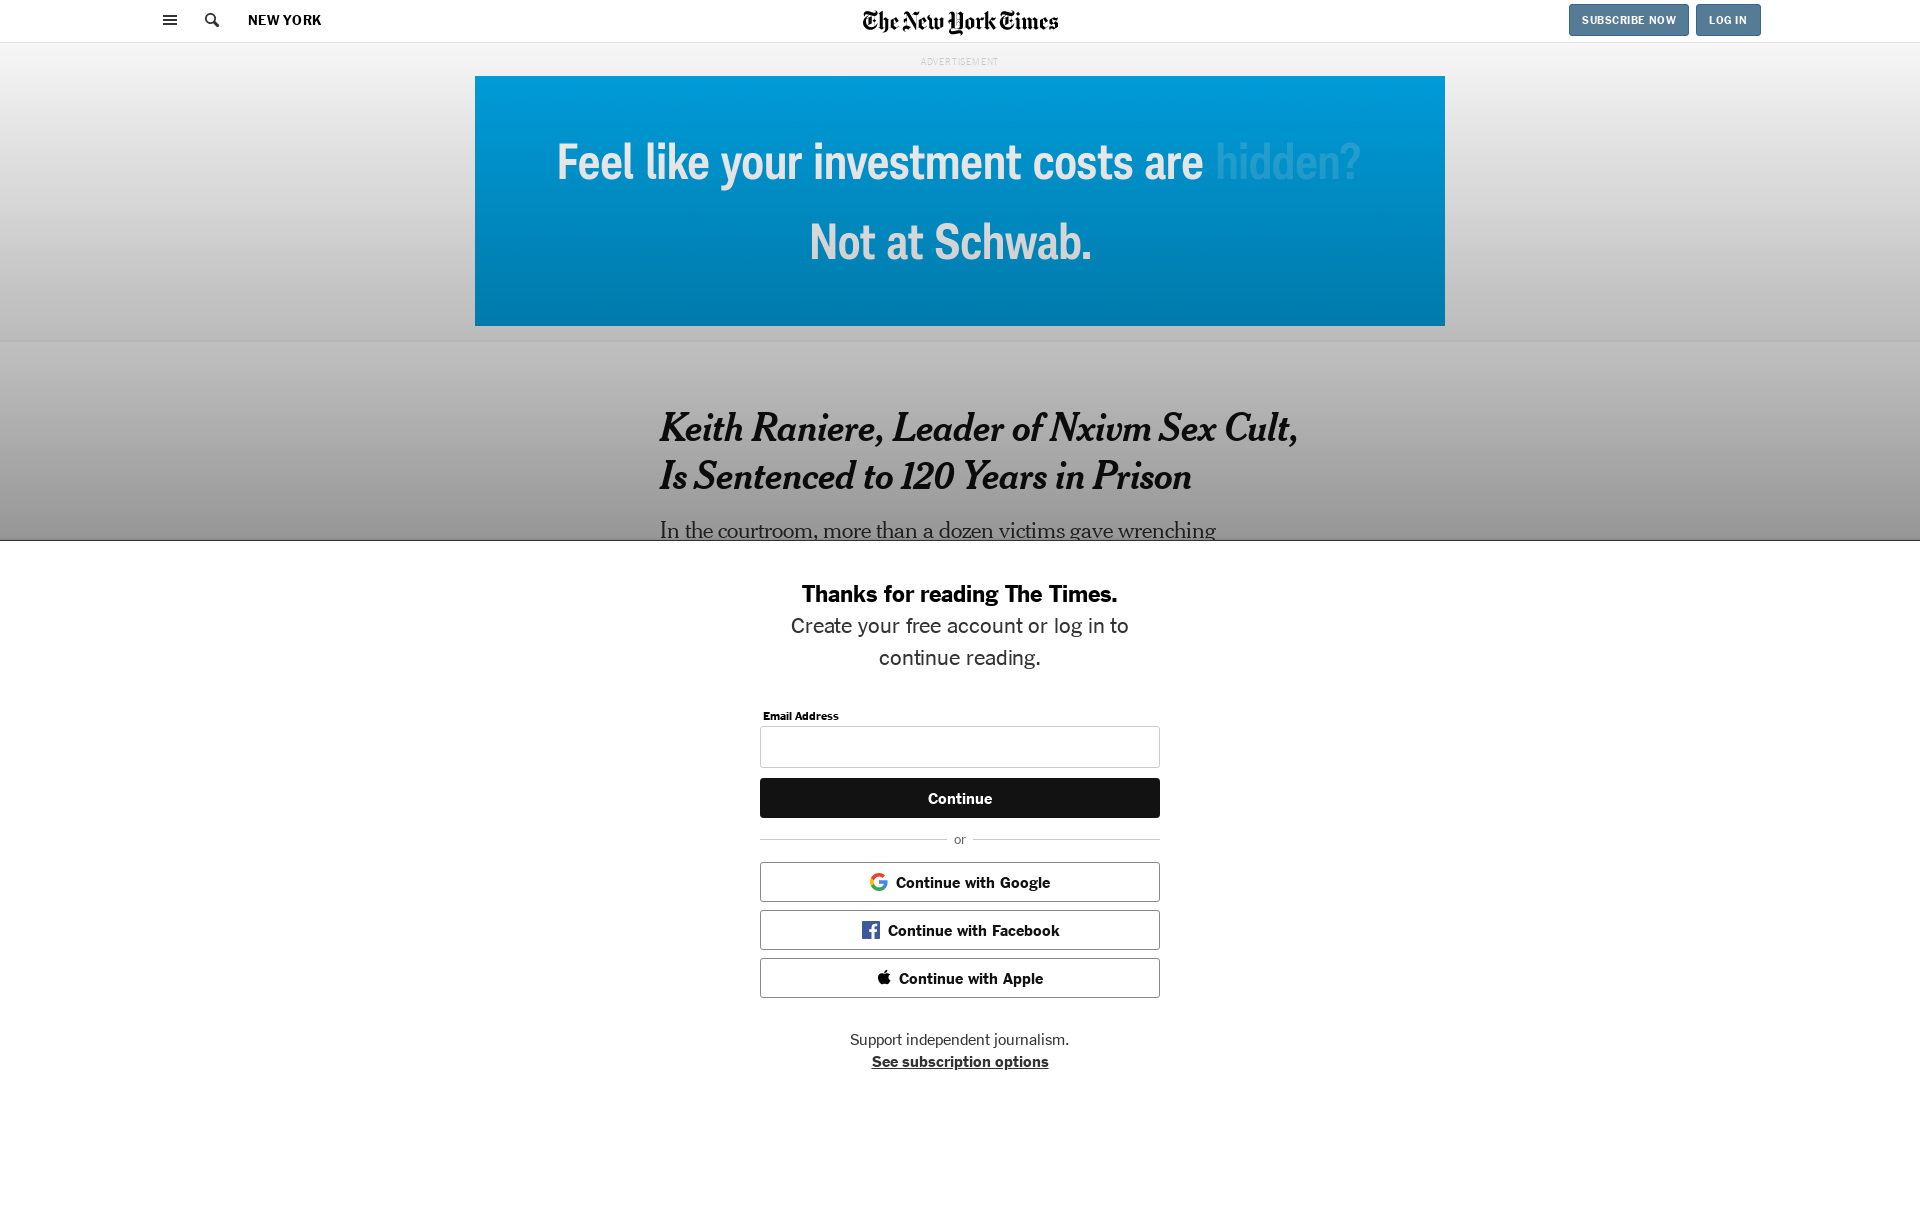 NEW YORK
The New York Times
SUBSCRIBE NOW
LOG IN
ADVERTISEMENT
Feel like your investment costs are hidden?
Not at Schwab.
Keith Raniere, Leader of Nxivm Sex Cult,
Is Sentenced to 120 Years in Prison
In the courtroom, more than a dozen victims gave wrenching
Thanks for reading The Times.
Create your free account or log in to
continue reading.
Email Address
Continue
or
Continue with Google
Continue with Facebook
Continue with Apple
Support independent journalism.
See subscription options